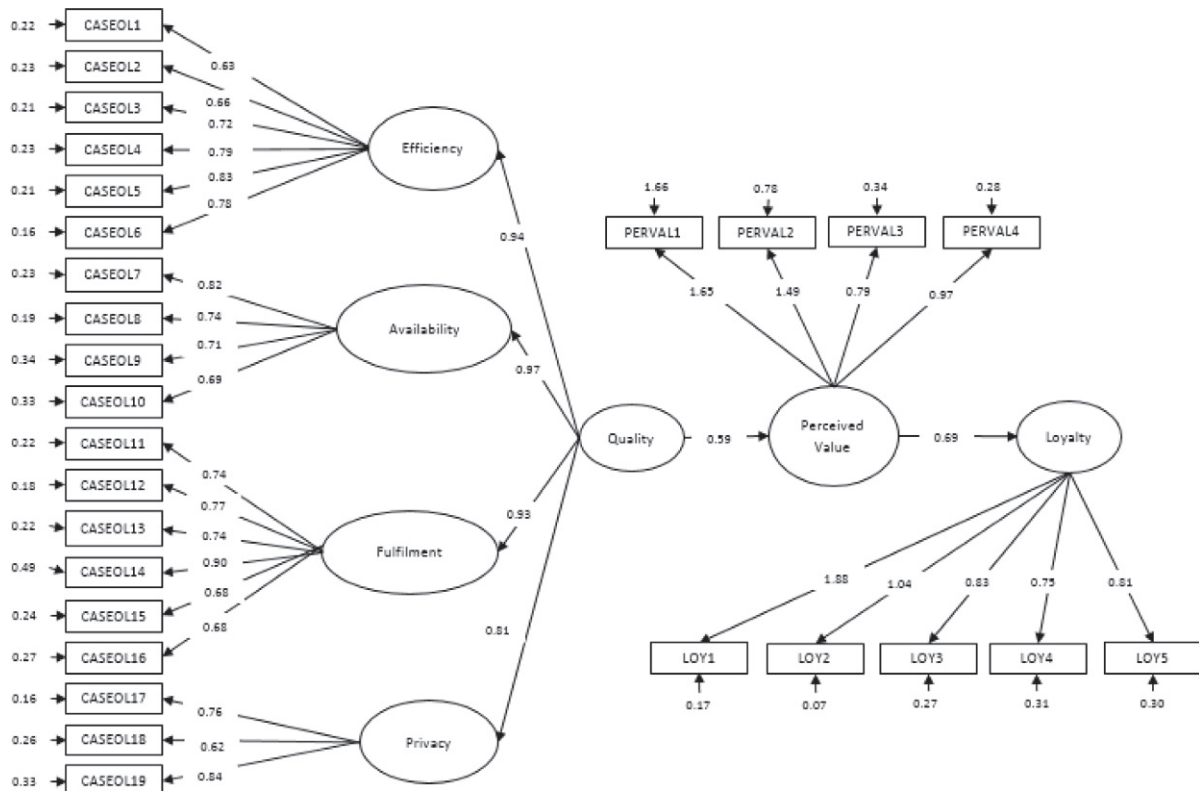 0.22 CASEOL1
0.23 CASEOL2
0.21 CASEOL3
0.23 CASEOL4
0.21 CASEOL5
0.16 CASEOL6
0.23 CASEOL7
0.19 CASEOL8
0.34 CASEOL9
0.33 CASEOL10
0.22 CASEOL11
0.18 CASEOL12
0.22 CASEOL13
0.49 CASEOL14
0.24 CASEOL15
0.27 CASEOL16
0.16 CASEOL17
0.26 CASEOL18
0.33 CASEOL19
0.63
0.66
0.72
0.79
0.83
0.78
0.82
0.74
0.71
0.69
0.74
0.77
0.74
0.90
0.68
0.68
0.76
0.62
0.84
Efficiency
Availability
Fulfilment
Privacy
0.94
0.97
0.93
0.81
Quality
0.59
1.66 0.78 0.34 0.28
PERVAL1 PERVAL2 PERVAL3 PERVAL4
1.65 1.49 0.79 0.97
Perceived
Value
0.69
Loyalty
1.88 1.04 0.83 0.75 0.81
LOY1 LOY2 LOY3 LOY4 LOY5
0.17 0.07 0.27 0.31 0.30